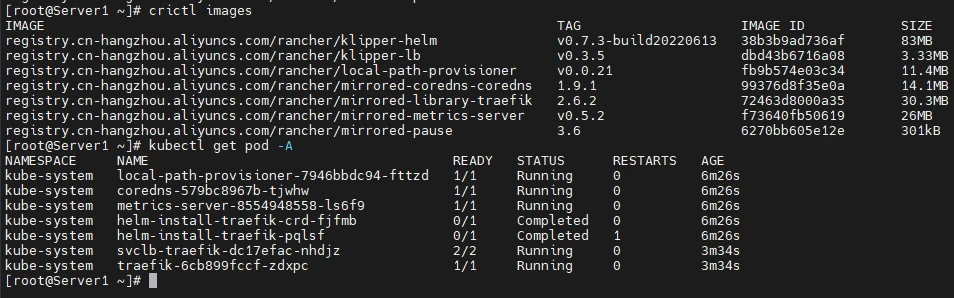 [root@Server1 ~]# crictl images
IMAGE TAG IMAGE ID SIZE
registry.cn-hangzhou.aliyuncs.com/rancher/klipper-helm v0.7.3-build20220613 38b3b9ad736af 83MB
registry.cn-hangzhou.aliyuncs.com/rancher/klipper-lb v0.3.5 dbd43b6716a08 3.33MB
registry.cn-hangzhou.aliyuncs.com/rancher/local-path-provisioner v0.0.21 fb9b574e03c34 11.4MB
registry.cn-hangzhou.aliyuncs.com/rancher/mirrored-coredns-coredns 1.9.1 99376d8f35e0a 14.1MB
registry.cn-hangzhou.aliyuncs.com/rancher/mirrored-library-traefik 2.6.2 72463d8000a35 30.3MB
registry.cn-hangzhou.aliyuncs.com/rancher/mirrored-metrics-server v0.5.2 f73640fb50619 26MB
registry.cn-hangzhou.aliyuncs.com/rancher/mirrored-pause 3.6 6270bb605e12e 301kB
[root@Server1 ~]# kubectl get pod -A
NAMESPACE NAME READY STATUS RESTARTS AGE
kube-system local-path-provisioner-7946bbdc94-fttzd 1/1 Running 0 6m26s
kube-system coredns-579bc8967b-tjwhw 1/1 Running 0 6m26s
kube-system metrics-server-8554948558-ls6f9 1/1 Running 0 6m26s
kube-system helm-install-traefik-crd-fjfmb 0/1 Completed 0 6m26s
kube-system helm-install-traefik-pqlsf 0/1 Completed 1 6m26s
kube-system svclb-traefik-dc17efac-nhdjz 2/2 Running 0 3m34s
kube-system traefik-6cb899fccf-zdxpc 1/1 Running 0 3m34s
[root@Server1 ~]#